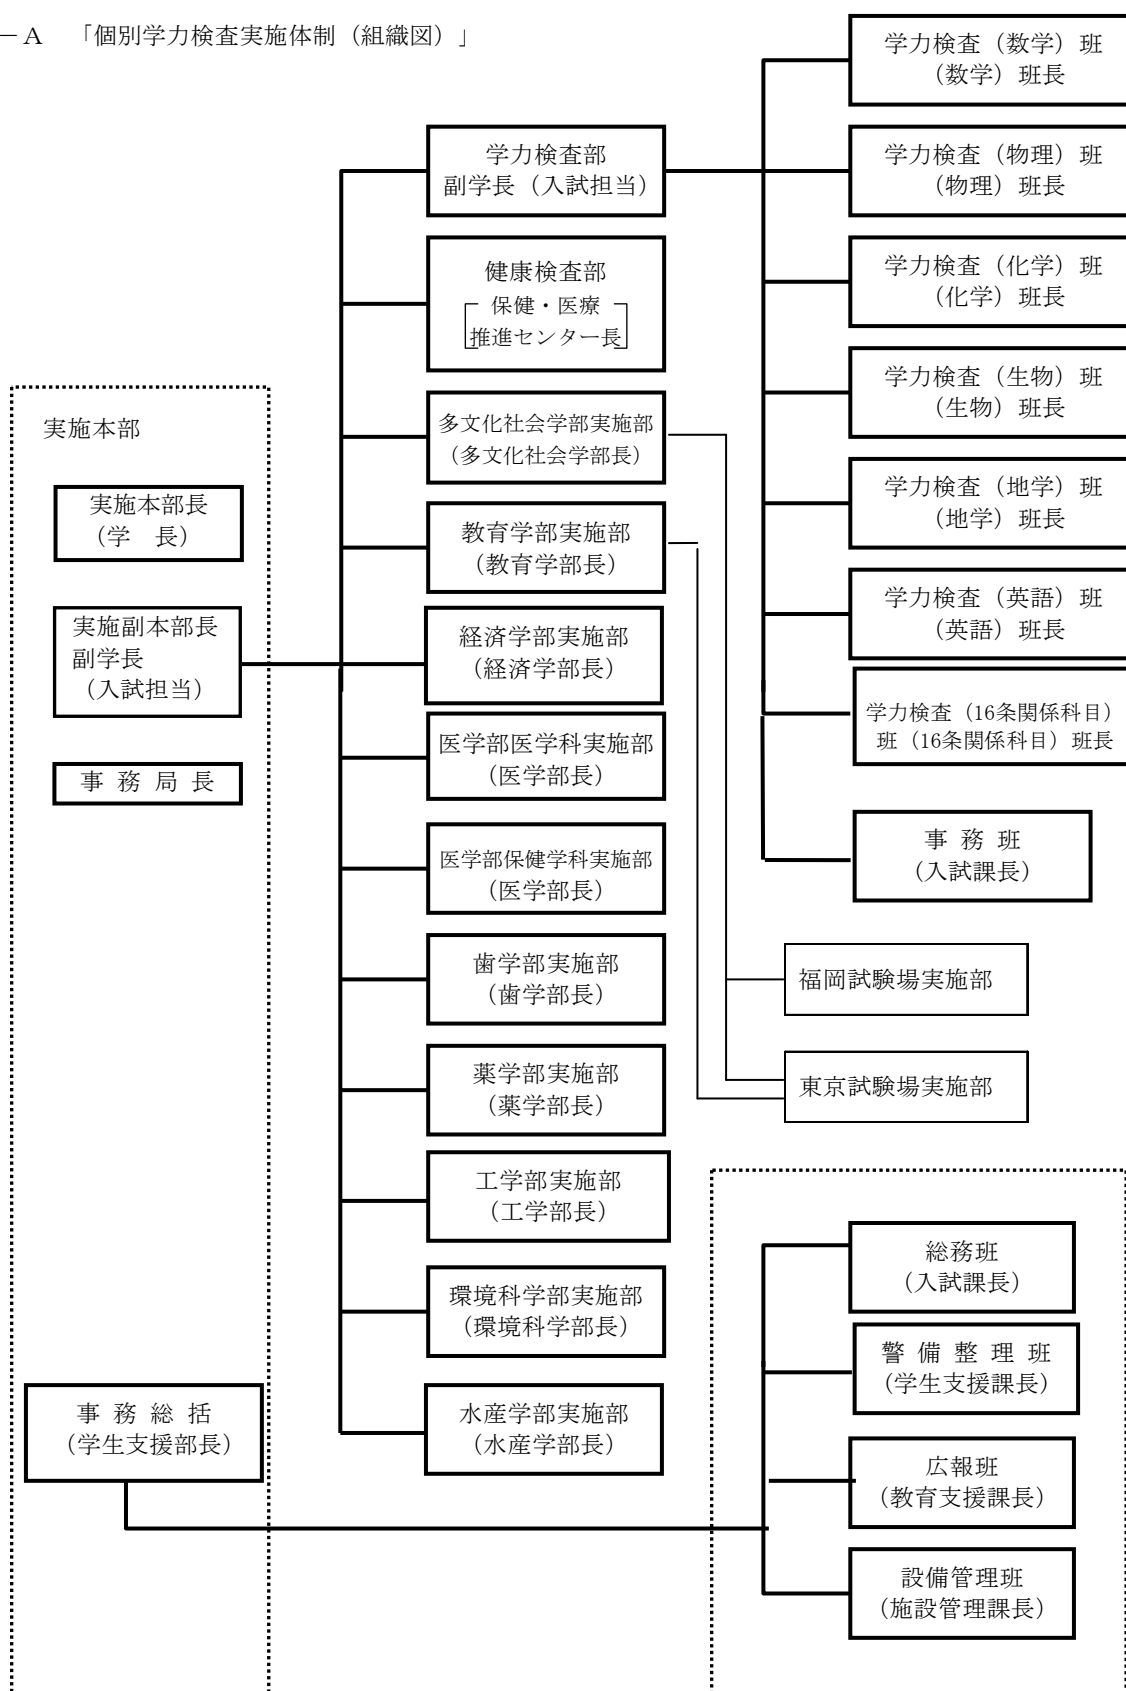 －A　「個別学力検査実施体制（組織図）」
学力検査（数学）班
（数学）班長
学力検査部
副学長（入試担当）
学力検査（物理）班
（物理）班長
健康検査部
保健・医療
推進センター長
学力検査（化学）班
（化学）班長
学力検査（生物）班
（生物）班長
多文化社会学部実施部
（多文化社会学部長）
学力検査（地学）班
（地学）班長
教育学部実施部
（教育学部長）
学力検査（英語）班
（英語）班長
経済学部実施部
（経済学部長）
学力検査（16条関係科目）
班（16条関係科目）班長
医学部医学科実施部
（医学部長）
事 務 班
（入試課長）
医学部保健学科実施部
（医学部長）
歯学部実施部
（歯学部長）
薬学部実施部
（薬学部長）
工学部実施部
（工学部長）
環境科学部実施部
（環境科学部長）
水産学部実施部
（水産学部長）
福岡試験場実施部
東京試験場実施部
実施本部
実施本部長
（学　長）
実施副本部長
副学長
（入試担当）
事 務 局 長
事 務 総 括
（学生支援部長）
総務班
（入試課長）
警 備 整 理 班
（学生支援課長）
広報班
（教育支援課長）
設備管理班
（施設管理課長）